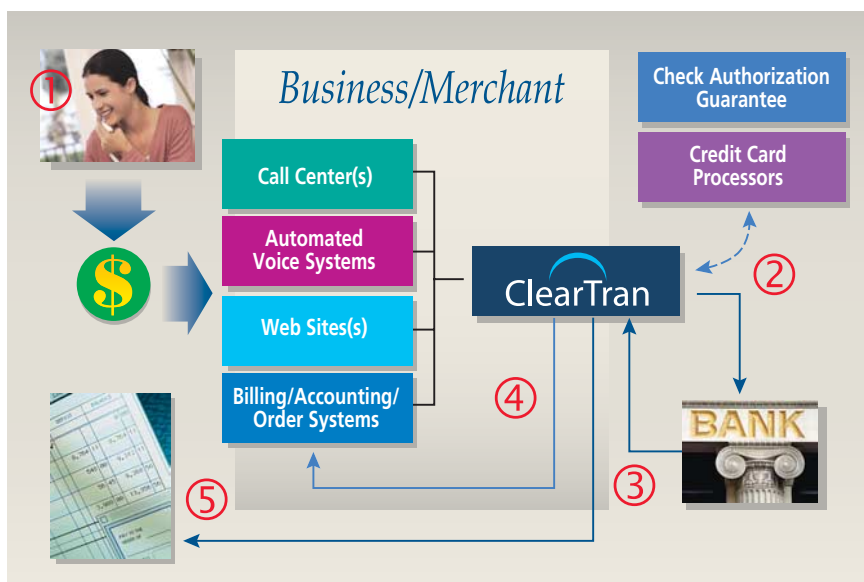 ①
Business/Merchant
Check Authorization
Guarantee
Credit Card
Processors
Call Center(s)
Automated
Voice Systems
Web Sites(s)
Billing/Accounting/
Order Systems
$
ClearTran
②
BANK
④
③
⑤